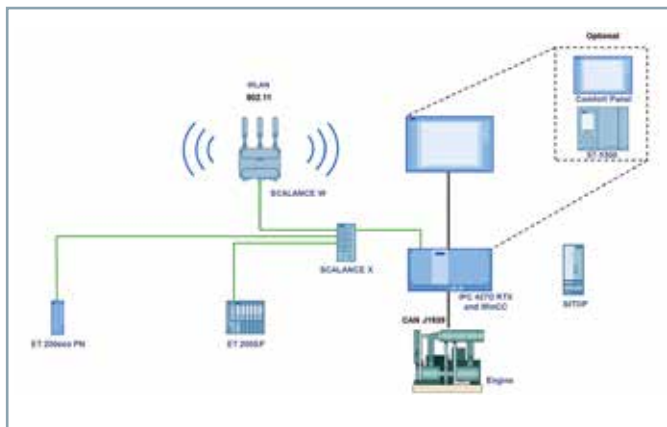 Optional
WLAN
802.11
Comfort Panel
S7-1500
SCALANCE W
SCALANCE X
IPC 427D RTX
and WinCC
SITOP
CAN J1939
ET 200eco PN
ET 200SP
Engine